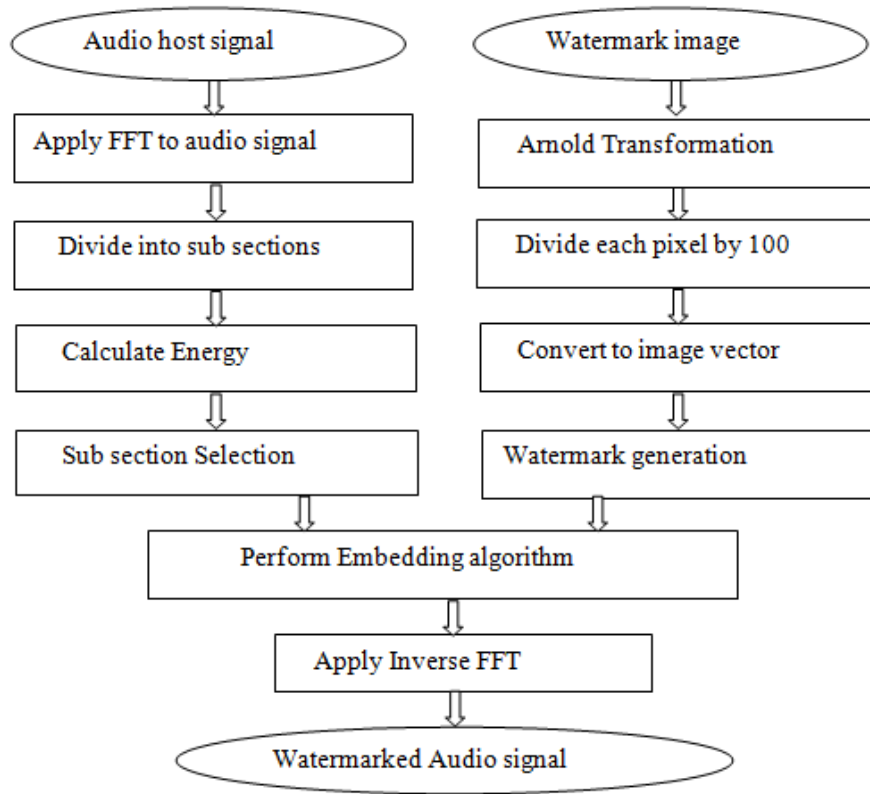 Audio host signal
Watermark image
Apply FFT to audio signal
Arnold Transformation
Divide into sub sections
Divide each pixel by 100
Calculate Energy
Convert to image vector
Sub section Selection
Watermark generation
Perform Embedding algorithm
Apply Inverse FFT
Watermarked Audio signal